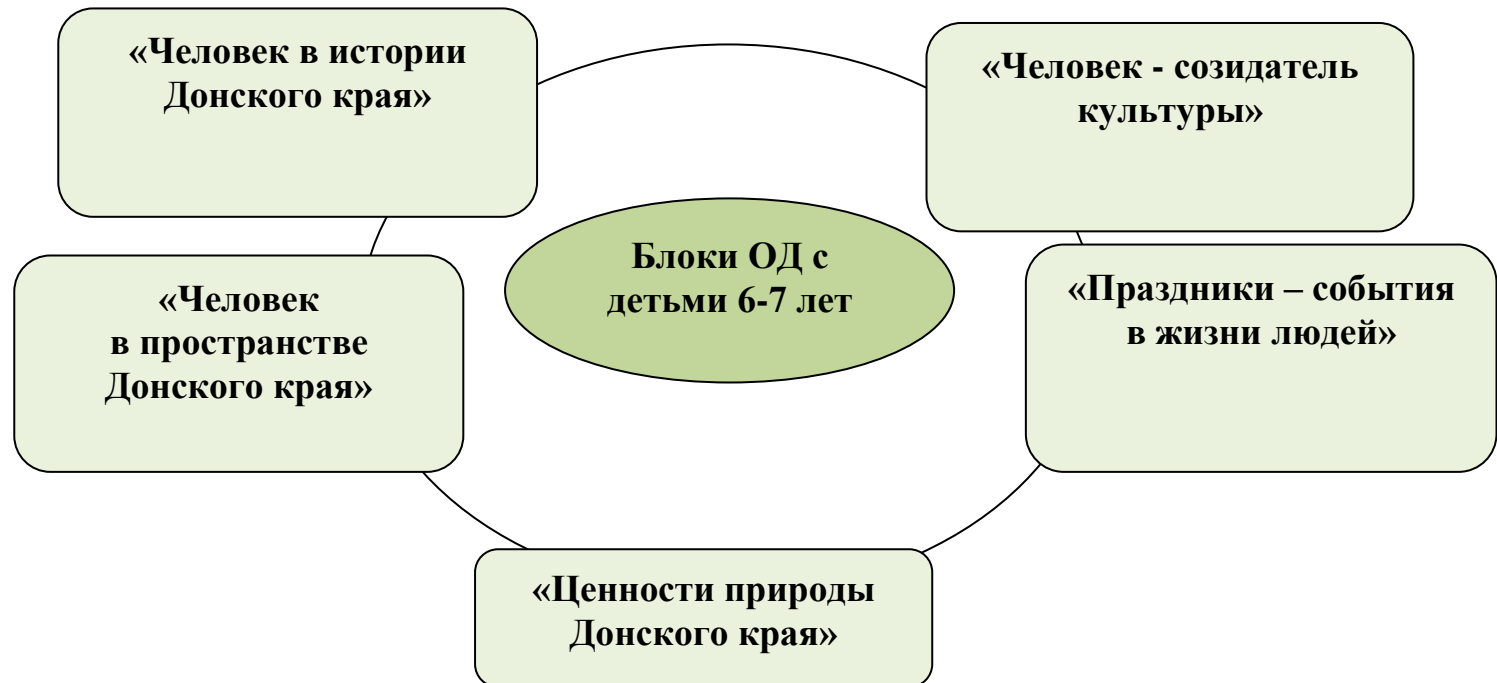 «Человек в истории
Донского края»
«Человек - созидатель
культуры»
Блоки ОД с
детьми 6-7 лет
«Человек
в пространстве
Донского края»
«Праздники – события
в жизни людей»
«Ценности природы
Донского края»